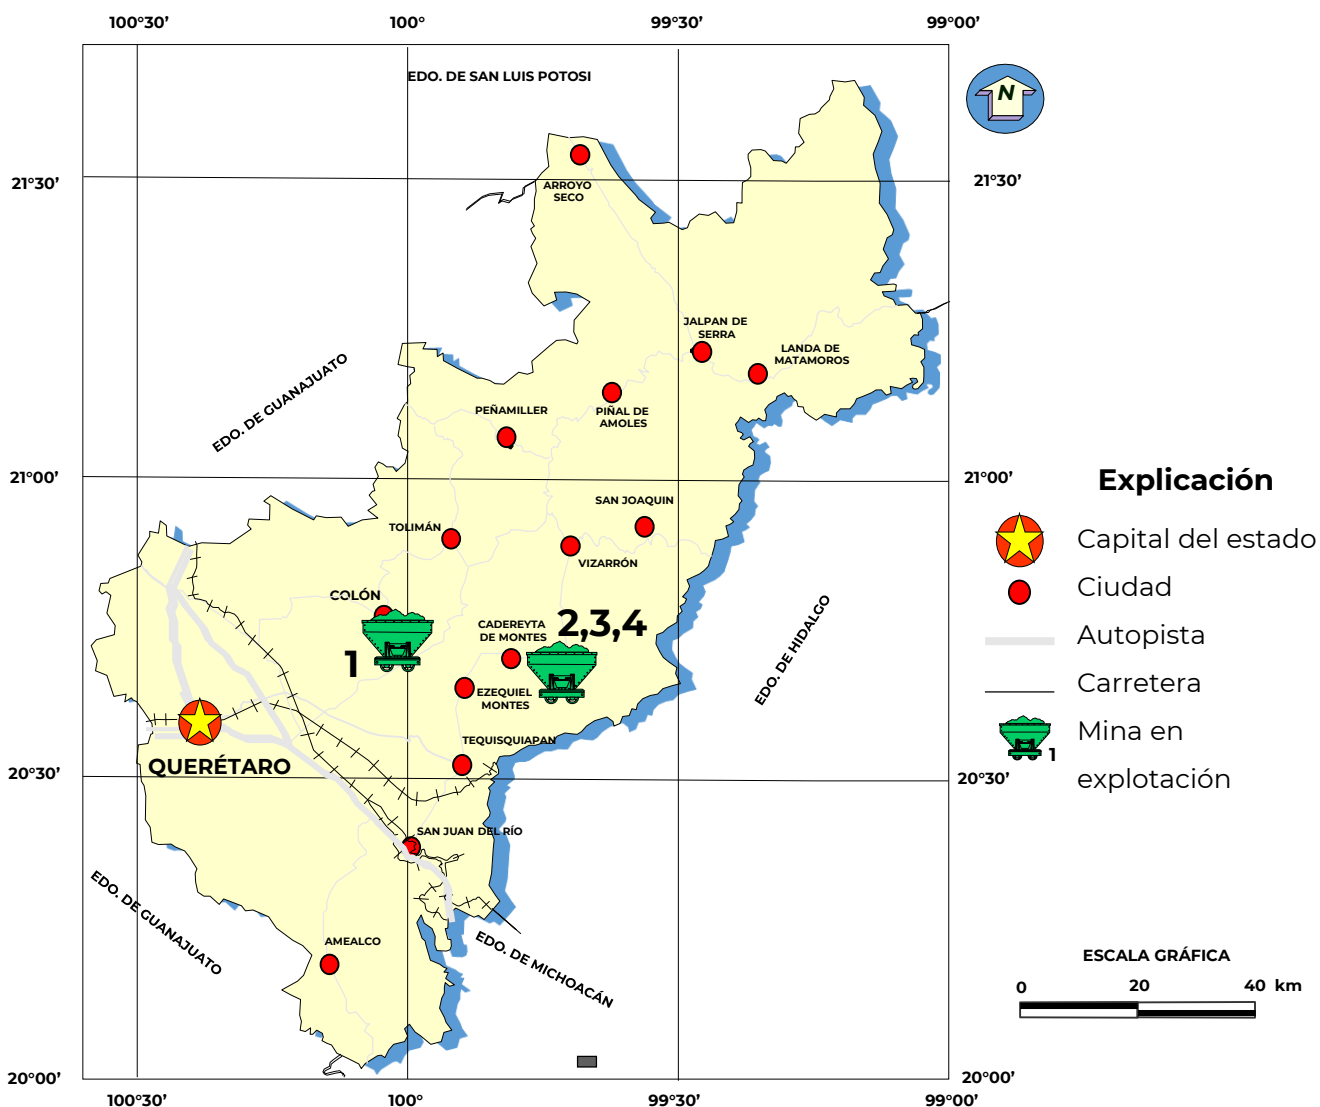 100°30’
100°
99°30’
99°00’
EDO. DE SAN LUIS POTOSI
N
21°30’
21°30’
ARROYO
SECO
JALPAN DE
SERRA
LANDA DE
MATAMOROS
EDO. DE GUANAJUATO
PEÑAMILLER
PIÑAL DE
AMOLES
21°00’
21°00’
Explicación
SAN JOAQUIN
TOLIMÁN
VIZARRÓN
Capital del estado
Ciudad
COLÓN
2,3,4
CADEREYTA
DE MONTES
1
EDO. DE HIDALGO
Autopista
Carretera
EZEQUIEL
MONTES
Mina en
1
explotación
TEQUISQUIAPAN
QUERÉTARO
20°30’
20°30’
SAN JUAN DEL RÍO
EDO. DE GUANAJUATO
AMEALCO
EDO. DE MICHOACÁN
ESCALA GRÁFICA
0 20 40 km
20°00’
20°00’
100°30’
100°
99°30’
99°00’